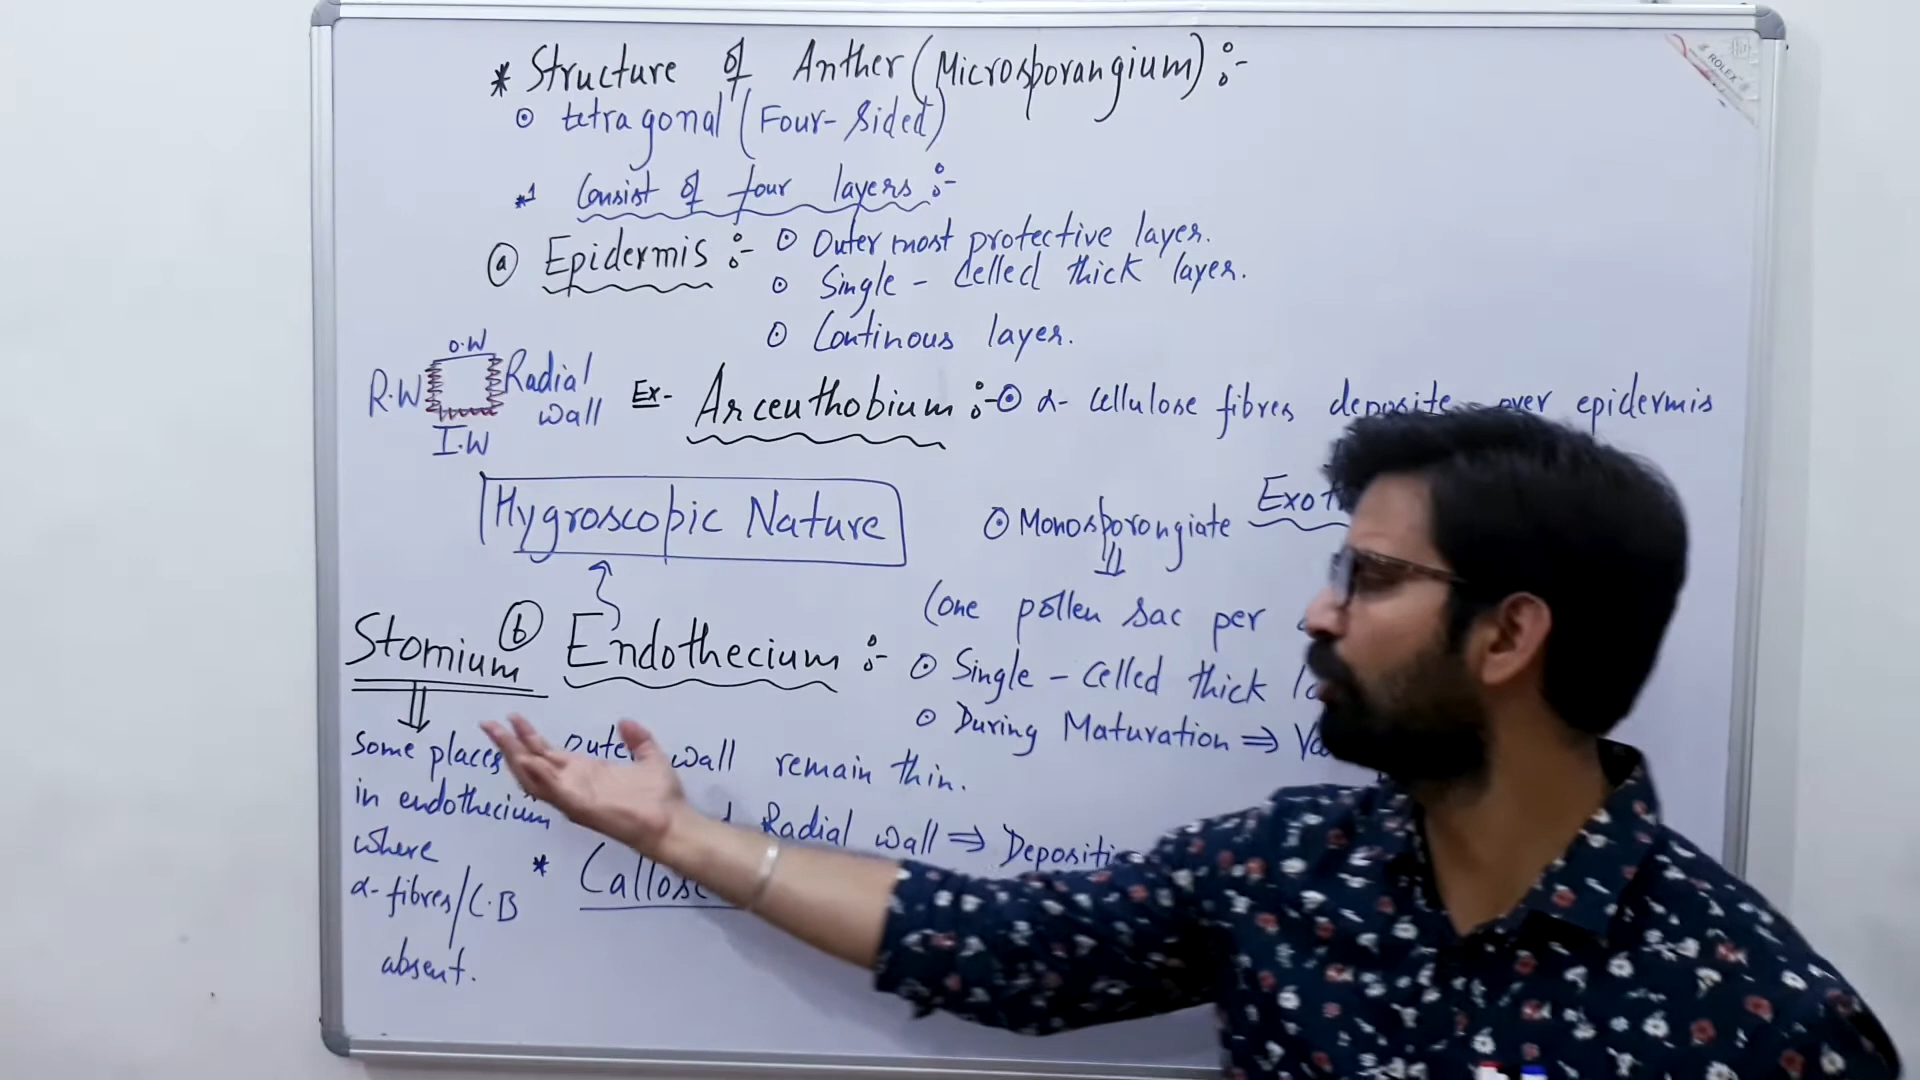 * Structure of Anther (Microsporangium) :-
⊙ tetragonal (Four-Sided)
*1 Consist of four layers :-
(a) Epidermis :- ⊙ Outer most protective layer.
⊙ Single - Celled thick layer.
⊙ Continous layer.
O.W
R.W
Radial wall
I.W
Ex- Arceuthobium :- ⊙ α- Cellulose fibres deposite over epidermis
Hygroscopic Nature
⊙ Monosporongiate
(one pollen sac per
Stomium
(b) Endothecium :- ⊙ Single - Celled thick
⊙ During Maturation ⇒
Outer wall remain thin.
Radial wall ⇒
* 
Some places
in endothecium
where
α-fibres/C.B
absent.
ROLEX